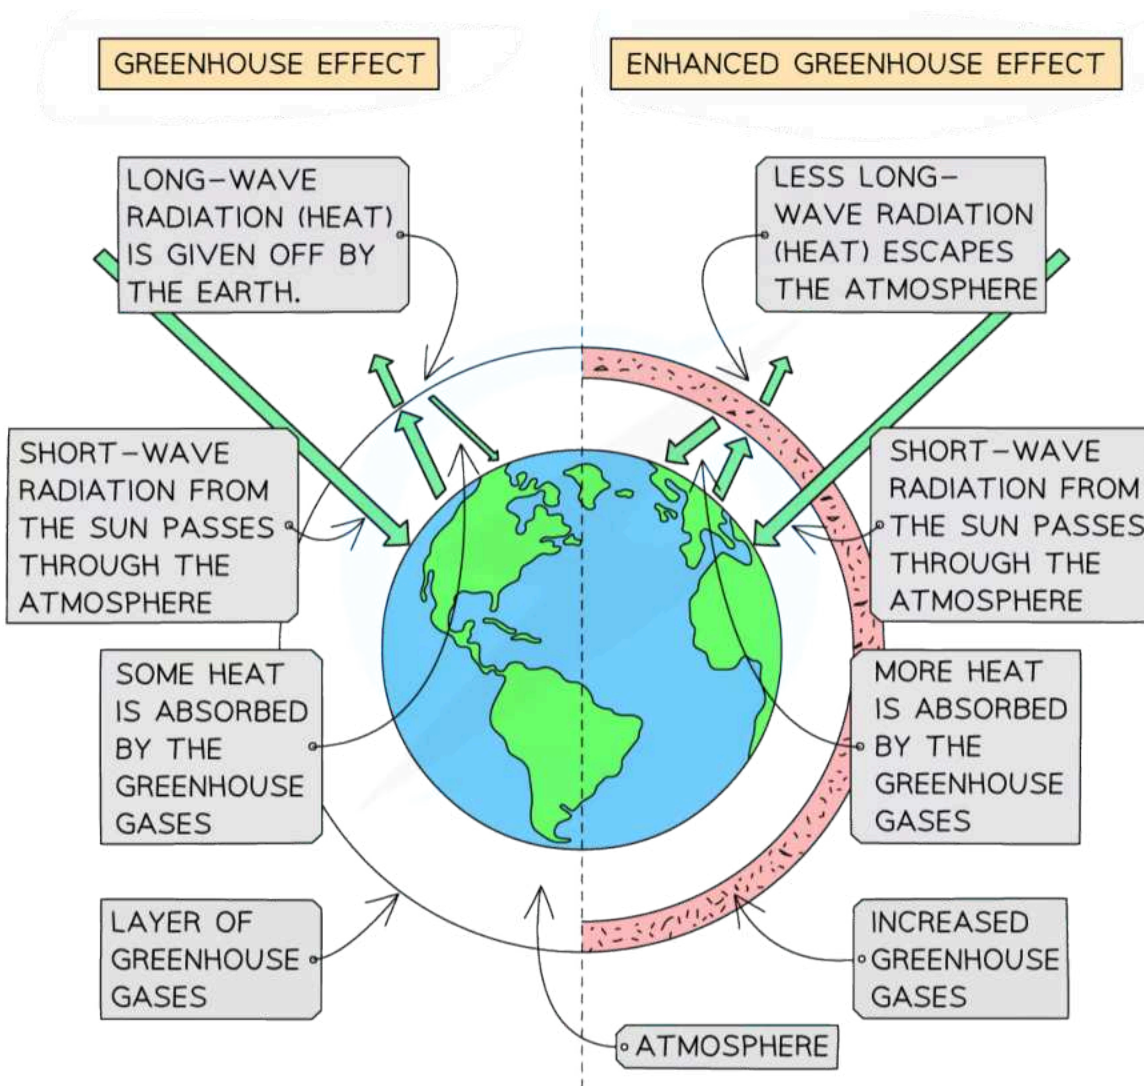 GREENHOUSE EFFECT
ENHANCED GREENHOUSE EFFECT
LONG-WAVE
RADIATION (HEAT)
IS GIVEN OFF BY
THE EARTH.
LESS LONG-
WAVE RADIATION
(HEAT) ESCAPES
THE ATMOSPHERE
SHORT-WAVE
RADIATION FROM
THE SUN PASSES
THROUGH THE
ATMOSPHERE
SHORT-WAVE
RADIATION FROM
THE SUN PASSES
THROUGH THE
ATMOSPHERE
SOME HEAT
IS ABSORBED
BY THE
GREENHOUSE
GASES
MORE HEAT
IS ABSORBED
BY THE
GREENHOUSE
GASES
LAYER OF
GREENHOUSE
GASES
INCREASED
GREENHOUSE
GASES
ATMOSPHERE